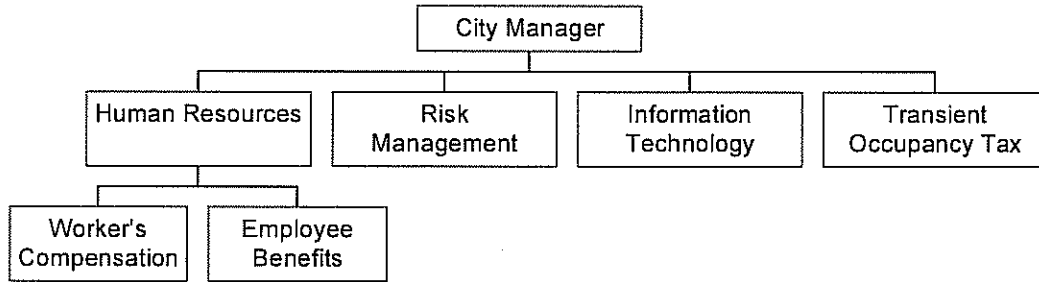 City Manager
Human Resources
Risk
Management
Information
Technology
Transient
Occupancy Tax
Worker's
Compensation
Employee
Benefits